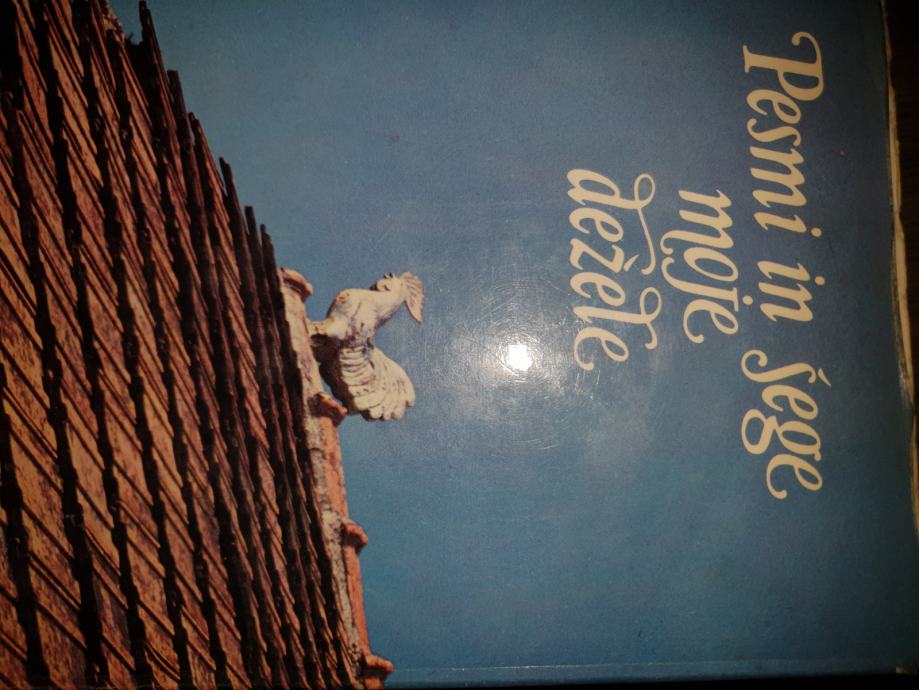 Pesmi in šege
moje
dežele